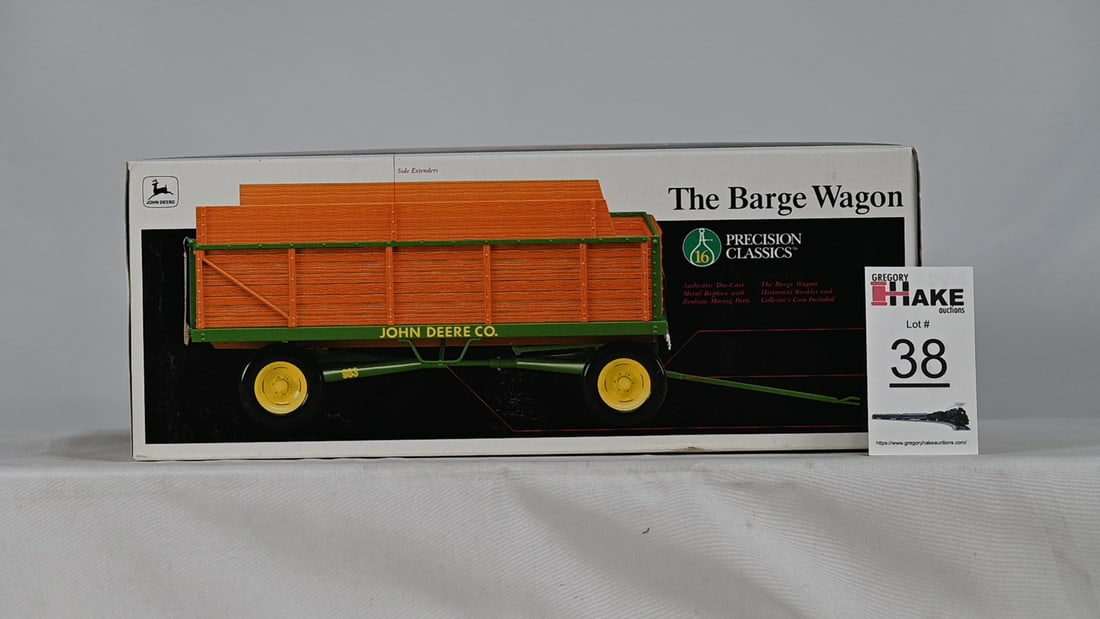 Side Extenders
The Barge Wagon
JOHN DEERE
16
PRECISION
CLASSICS™
Authentic Die-Cast
Metal Replica with
Realistic Moving Parts
The Barge Wagon
Historical Booklet and
Collector's Coin Included
JOHN DEERE CO.
963
GREGORY
HAKE
auctions
Lot #
38
https://www.gregoryhakeauctions.com/